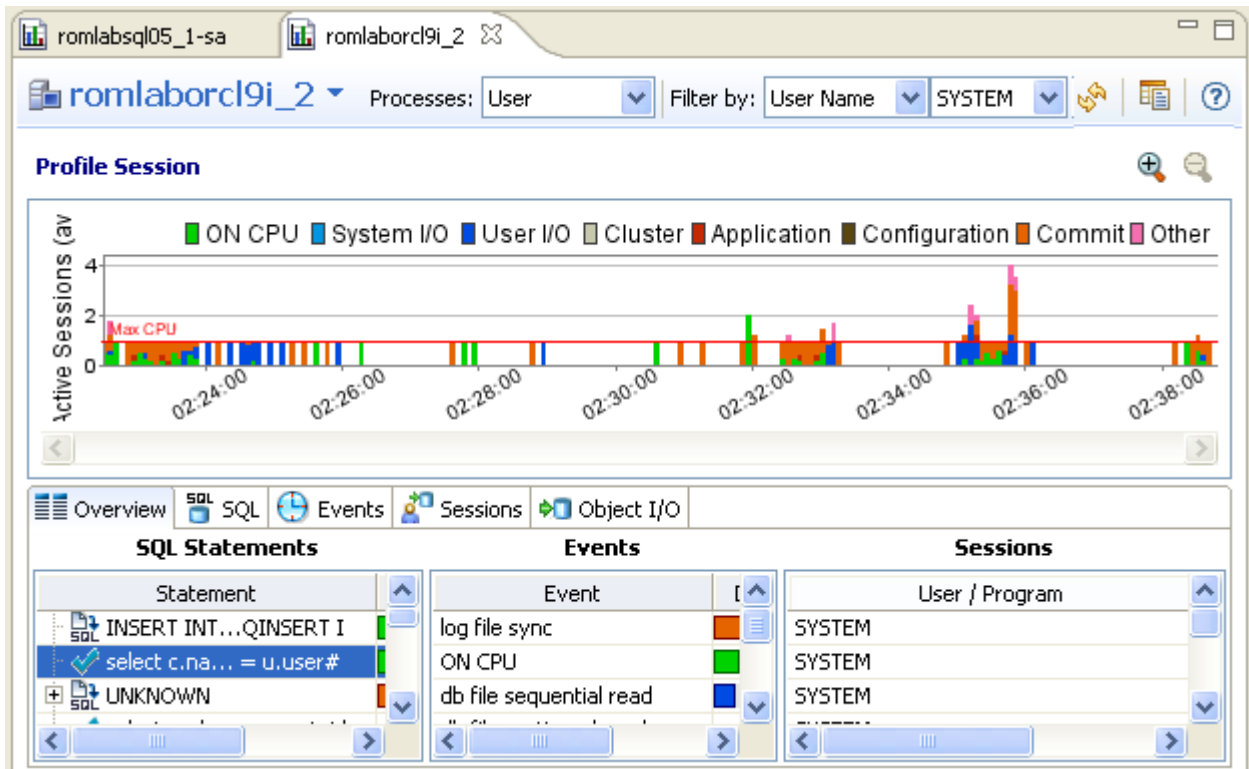 romlabsql05_1-sa romlaborcl9i_2
romlaborcl9i_2 Processes: User Filter by: User Name SYSTEM
Profile Session
Active Sessions (av
ON CPU System I/O User I/O Cluster Application Configuration Commit Other
4
2
0
Max CPU
02:24:00 02:26:00 02:28:00 02:30:00 02:32:00 02:34:00 02:36:00 02:38:00
Overview SQL Events Sessions Object I/O
SQL Statements Events Sessions
Statement Event User / Program
INSERT INT...QINSERT I log file sync SYSTEM
select c.na... = u.user# ON CPU SYSTEM
UNKNOWN db file sequential read SYSTEM